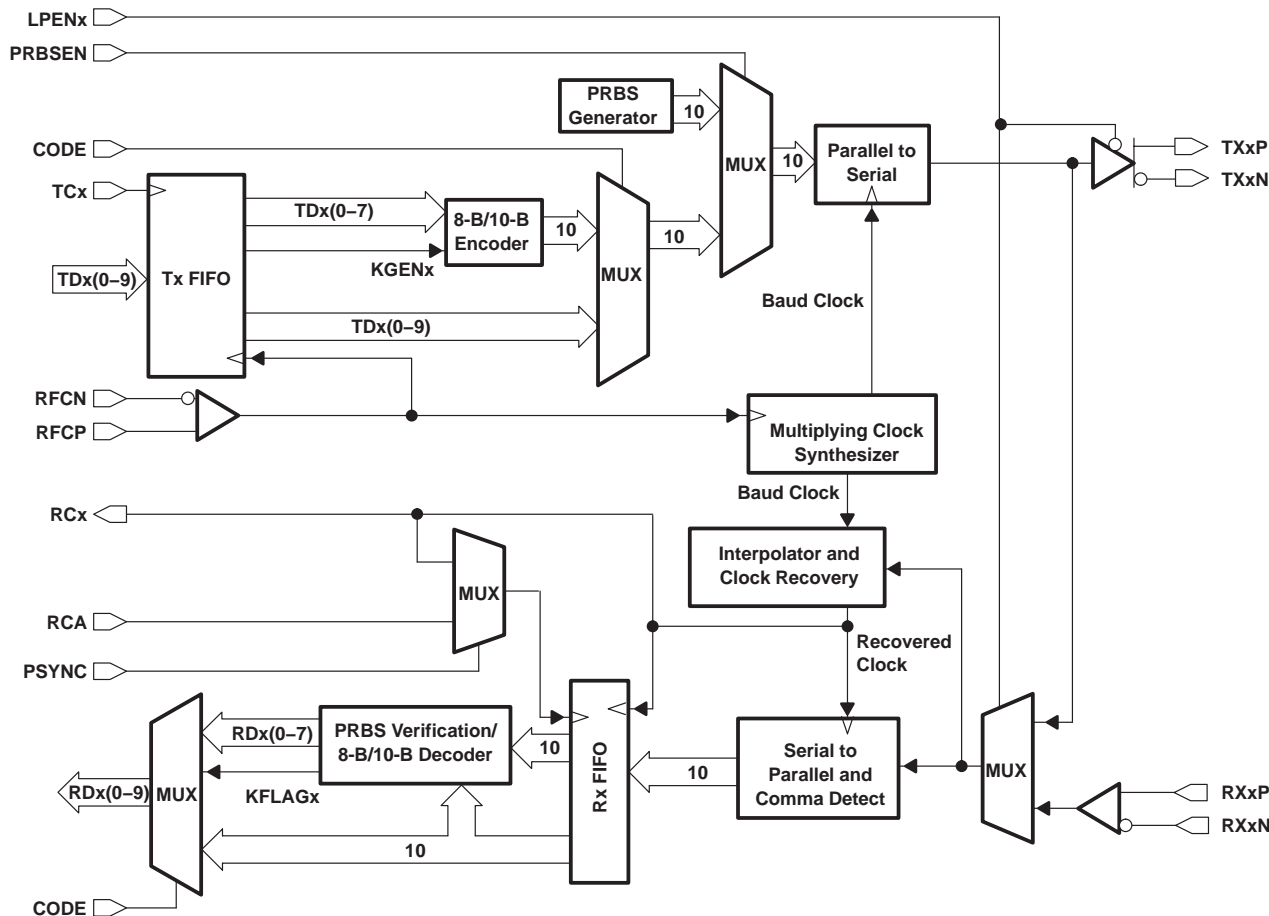 LPENx
PRBSEN
PRBS
Generator
10
CODE
MUX
10
Parallel to
Serial
TXxP
TXxN
TCx
TDx(0–7)
8-B/10-B
Encoder
10
10
KGENx
MUX
TDx(0–9)
Tx FIFO
Baud Clock
TDx(0–9)
RFCN
RFCP
Multiplying Clock
Synthesizer
Baud Clock
RCx
Interpolator and
Clock Recovery
MUX
RCA
Recovered
Clock
PSYNC
RDx(0–7)
PRBS Verification/
8-B/10-B Decoder
10
Rx FIFO
10
Serial to
Parallel and
Comma Detect
MUX
RDx(0–9)
MUX
KFLAGx
RXxP
RXxN
10
CODE